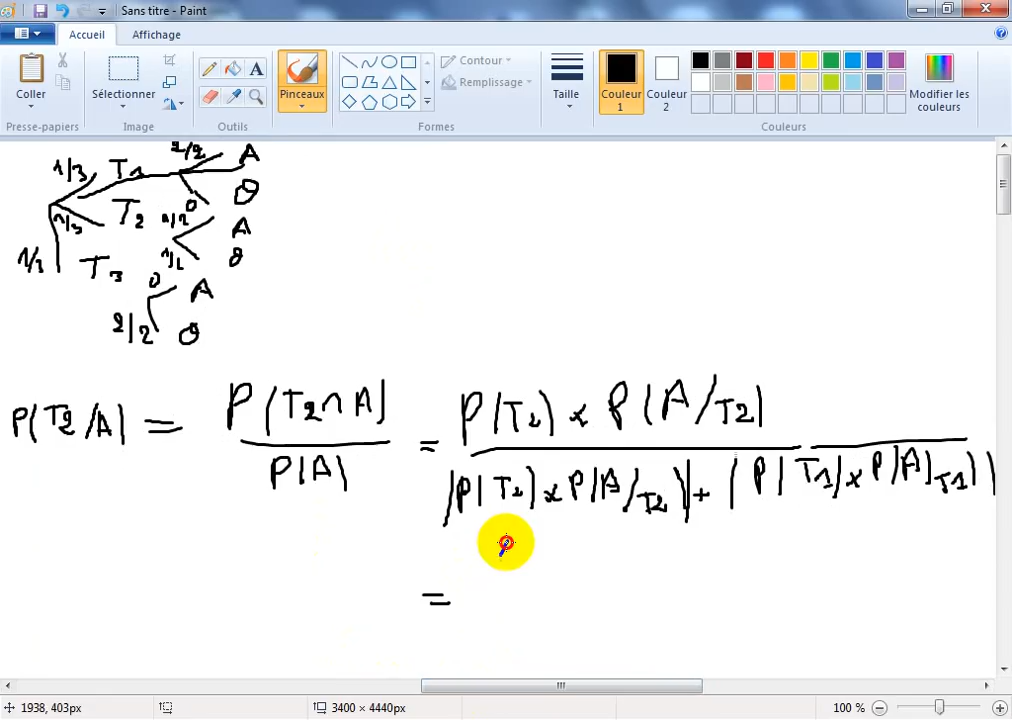 Sans titre - Paint
Accueil Affichage
Coller
Sélectionner
Pinceaux
Contour
Remplissage
Taille
Couleur 1
Couleur 2
Modifier les couleurs
Presse-papiers Image Outils Formes Couleurs
1/3 T1 2/2 A
0 O
1/3 T2 1/2 A
1/2 O
1/3 T3 0 A
2/2 O
P(T2/A) = P(T2∩A) / P(A) = P(T2) × P(A/T2) / (P(T2) × P(A/T2)) + (P(T1) × P(A/T1))
=
1938, 403px 3400 × 4440px 100 %